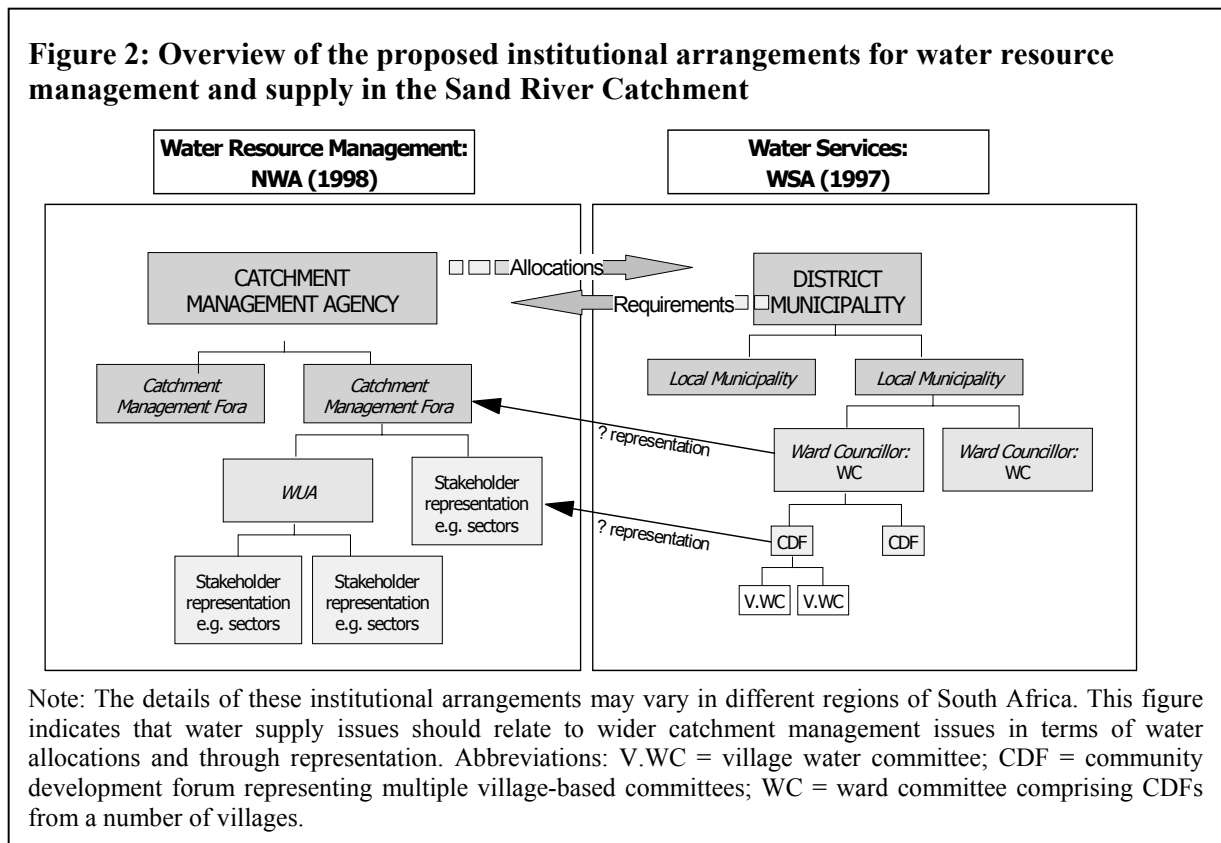 Figure 2: Overview of the proposed institutional arrangements for water resource
management and supply in the Sand River Catchment
Water Resource Management:
NWA (1998)
Water Services:
WSA (1997)
CATCHMENT
MANAGEMENT AGENCY
Allocations
Requirements
DISTRICT
MUNICIPALITY
Catchment
Management Fora
Catchment
Management Fora
Local Municipality
Local Municipality
? representation
WUA
Stakeholder
representation
e.g. sectors
Ward Councillor:
WC
Ward Councillor:
WC
? representation
CDF
CDF
Stakeholder
representation
e.g. sectors
Stakeholder
representation
e.g. sectors
V.WC
V.WC
Note: The details of these institutional arrangements may vary in different regions of South Africa. This figure
indicates that water supply issues should relate to wider catchment management issues in terms of water
allocations and through representation. Abbreviations: V.WC = village water committee; CDF = community
development forum representing multiple village-based committees; WC = ward committee comprising CDFs
from a number of villages.